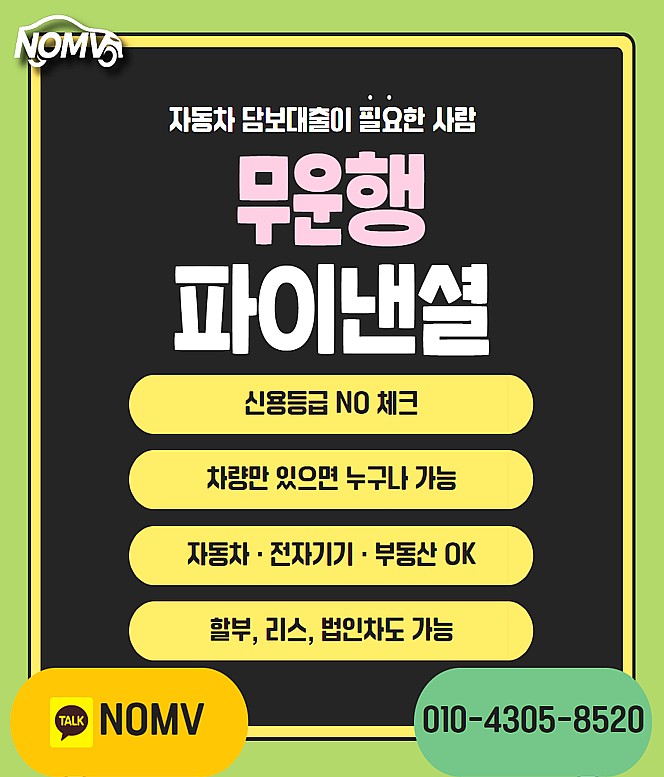 NOMV
자동차 담보대출이 필요한 사람
무운행
파이낸셜
신용등급 NO 체크
차량만 있으면 누구나 가능
자동차 · 전자기기 · 부동산 OK
할부, 리스, 법인차도 가능
TALK NOMV
010-4305-8520